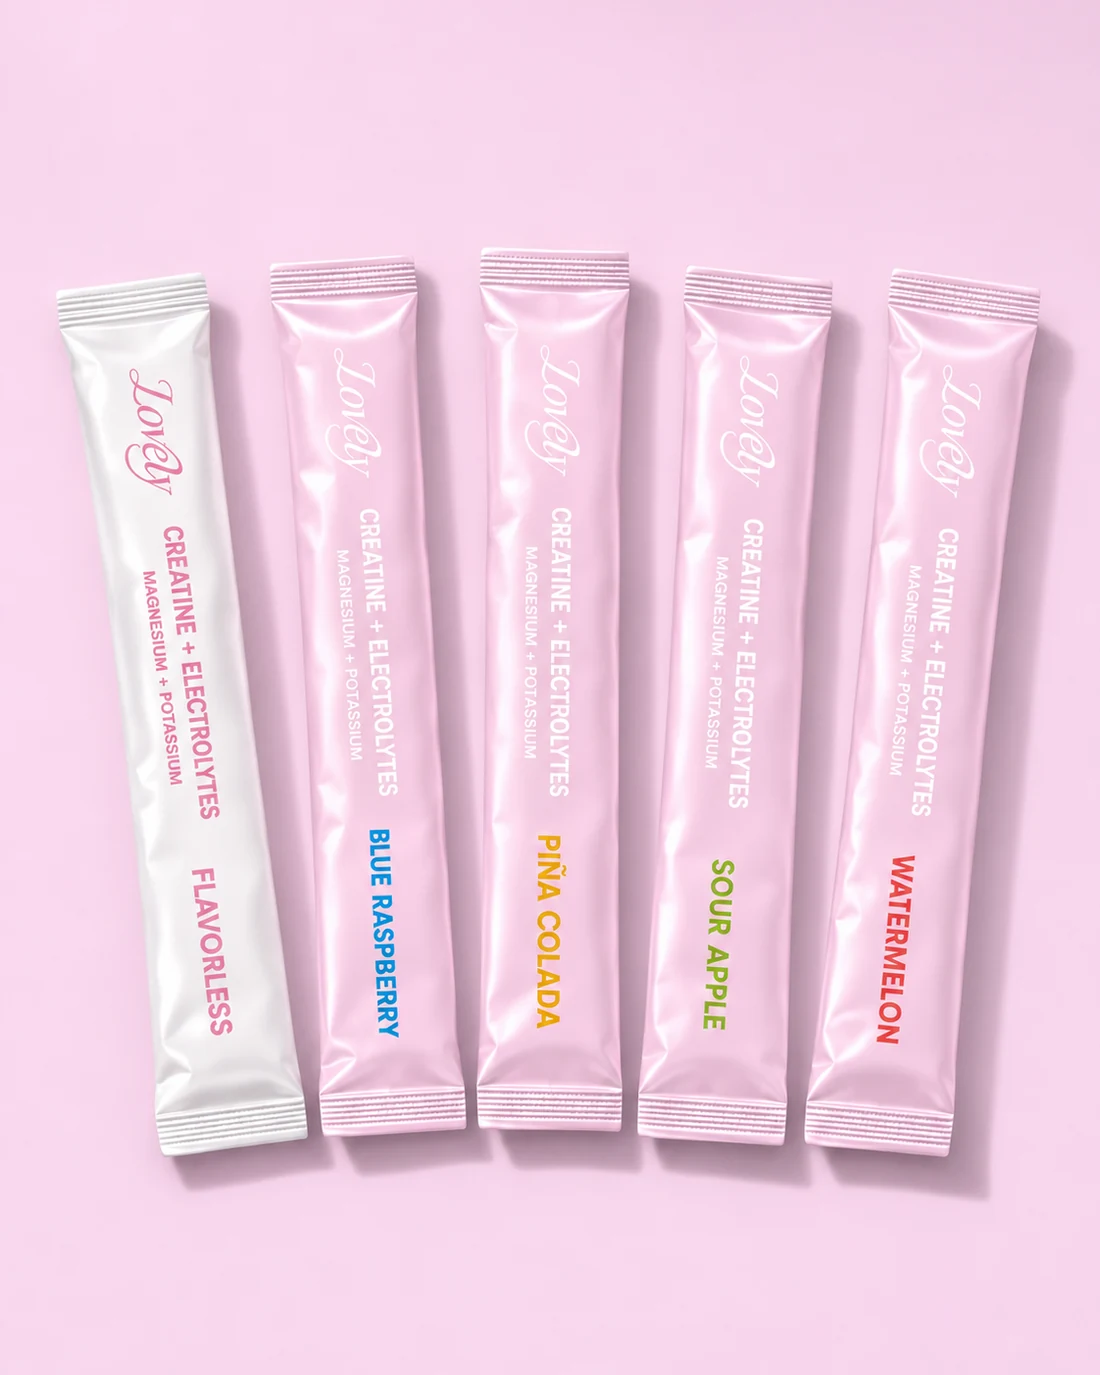 Lovely
CREATINE + ELECTROLYTES
MAGNESIUM + POTASSIUM
FLAVORLESS
Lovely
CREATINE + ELECTROLYTES
MAGNESIUM + POTASSIUM
BLUE RASPBERRY
Lovely
CREATINE + ELECTROLYTES
MAGNESIUM + POTASSIUM
PIÑA COLADA
Lovely
CREATINE + ELECTROLYTES
MAGNESIUM + POTASSIUM
SOUR APPLE
Lovely
CREATINE + ELECTROLYTES
MAGNESIUM + POTASSIUM
WATERMELON